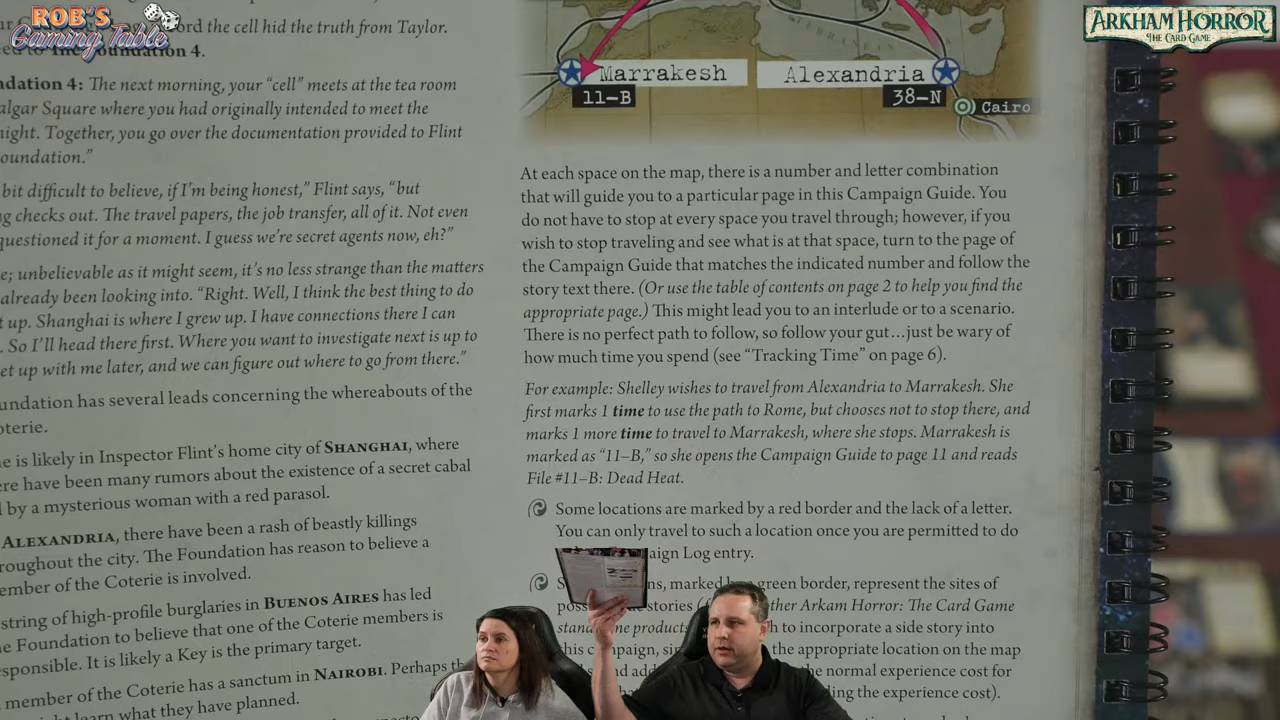 ROB'S
Gaming Table
ARKHAM HORROR
THE CARD GAME
ord the cell hid the truth from Taylor.
Foundation 4.
ndation 4: The next morning, your “cell” meets at the tea room
algar Square where you had originally intended to meet the
night. Together, you go over the documentation provided to Flint
oundation.”
bit difficult to believe, if I’m being honest,” Flint says, “but
g checks out. The travel papers, the job transfer, all of it. Not even
questioned it for a moment. I guess we’re secret agents now, eh?”
e; unbelievable as it might seem, it’s no less strange than the matters
already been looking into. “Right. Well, I think the best thing to do
t up. Shanghai is where I grew up. I have connections there I can
. So I’ll head there first. Where you want to investigate next is up to
et up with me later, and we can figure out where to go from there.”
undation has several leads concerning the whereabouts of the
oterie.
e is likely in Inspector Flint’s home city of SHANGHAI, where
ere have been many rumors about the existence of a secret cabal
d by a mysterious woman with a red parasol.
ALEXANDRIA, there have been a rash of beastly killings
roughout the city. The Foundation has reason to believe a
ember of the Coterie is involved.
string of high-profile burglaries in BUENOS AIRES has led
e Foundation to believe that one of the Coterie members is
esponsible. It is likely a Key is the primary target.
member of the Coterie has a sanctum in NAIROBI. Perhaps th
ght learn what they have planned.
Marrakesh
11-B
Alexandria
38-N
Cairo
At each space on the map, there is a number and letter combination
that will guide you to a particular page in this Campaign Guide. You
do not have to stop at every space you travel through; however, if you
wish to stop traveling and see what is at that space, turn to the page of
the Campaign Guide that matches the indicated number and follow the
story text there. (Or use the table of contents on page 2 to help you find the
appropriate page.) This might lead you to an interlude or to a scenario.
There is no perfect path to follow, so follow your gut…just be wary of
how much time you spend (see “Tracking Time” on page 6).
For example: Shelley wishes to travel from Alexandria to Marrakesh. She
first marks 1 time to use the path to Rome, but chooses not to stop there, and
marks 1 more time to travel to Marrakesh, where she stops. Marrakesh is
marked as “11–B,” so she opens the Campaign Guide to page 11 and reads
File #11–B: Dead Heat.
Some locations are marked by a red border and the lack of a letter.
You can only travel to such a location once you are permitted to do
aign Log entry.
ns, marked by a green border, represent the sites of
poss stories ther Arkam Horror: The Card Game
standalone products h to incorporate a side story into
this campaign, sim the appropriate location on the map
and add the normal experience cost for
ding the experience cost).